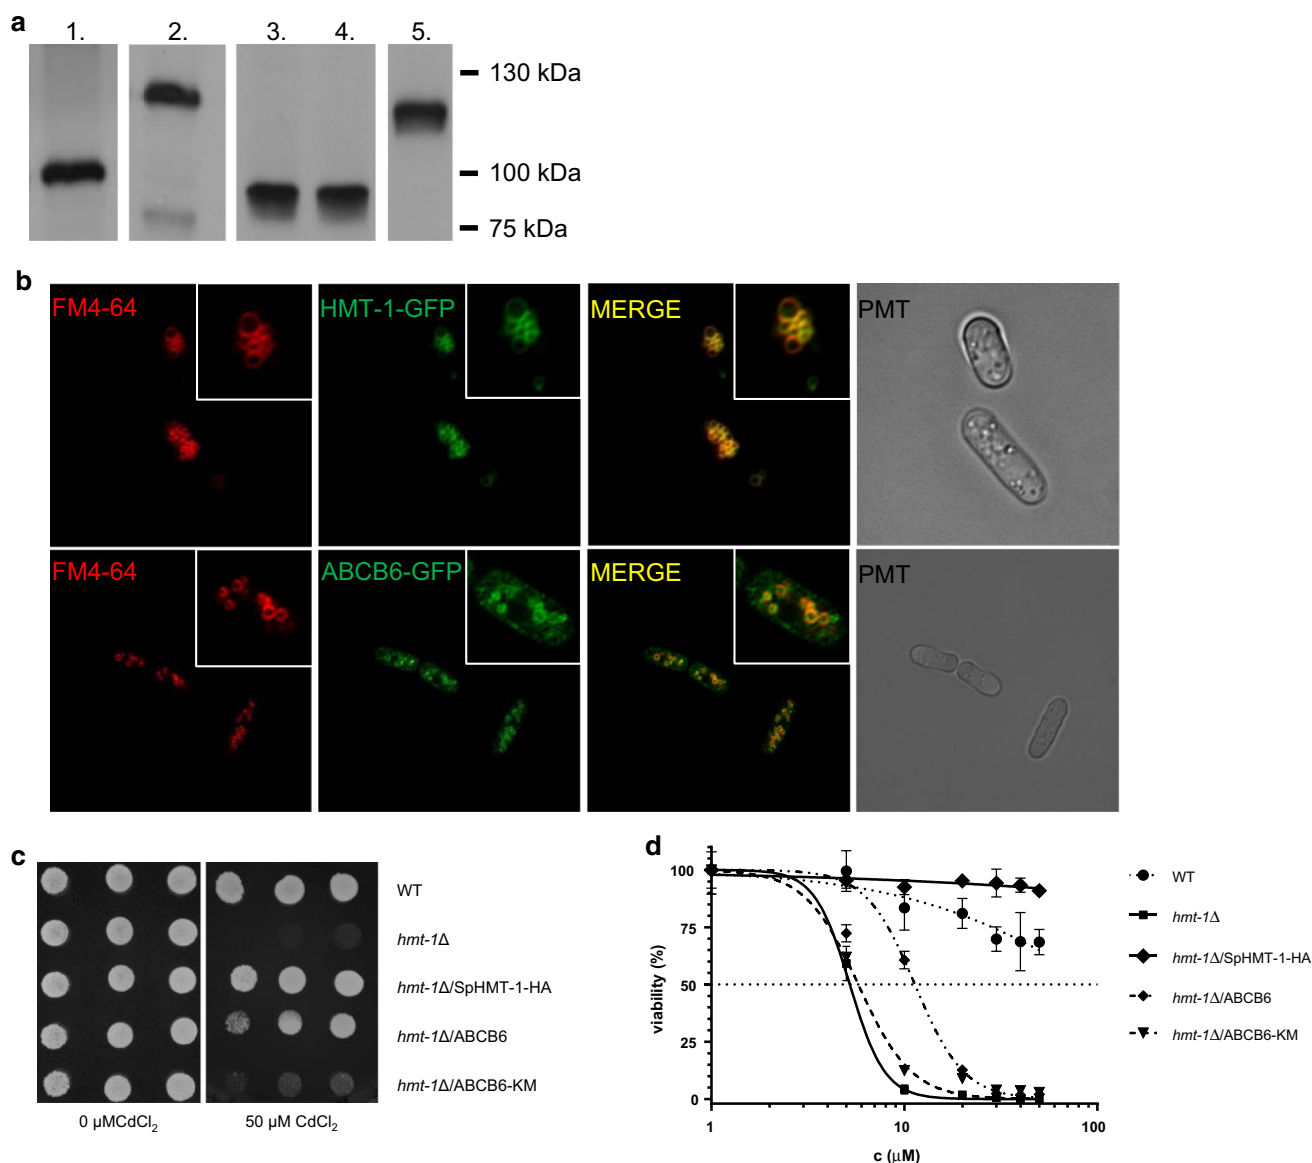 a
1. 2. 3. 4. 5.
130 kDa
100 kDa
75 kDa
b
FM4-64 HMT-1-GFP MERGE PMT
FM4-64 ABCB6-GFP MERGE PMT
c
WT
hmt-1Δ
hmt-1Δ/SpHMT-1-HA
hmt-1Δ/ABCB6
hmt-1Δ/ABCB6-KM
0 µMCdCl₂ 50 µM CdCl₂
d
viability (%)
100
75
50
25
0
1 10 100
c (µM)
WT
hmt-1Δ
hmt-1Δ/SpHMT-1-HA
hmt-1Δ/ABCB6
hmt-1Δ/ABCB6-KM